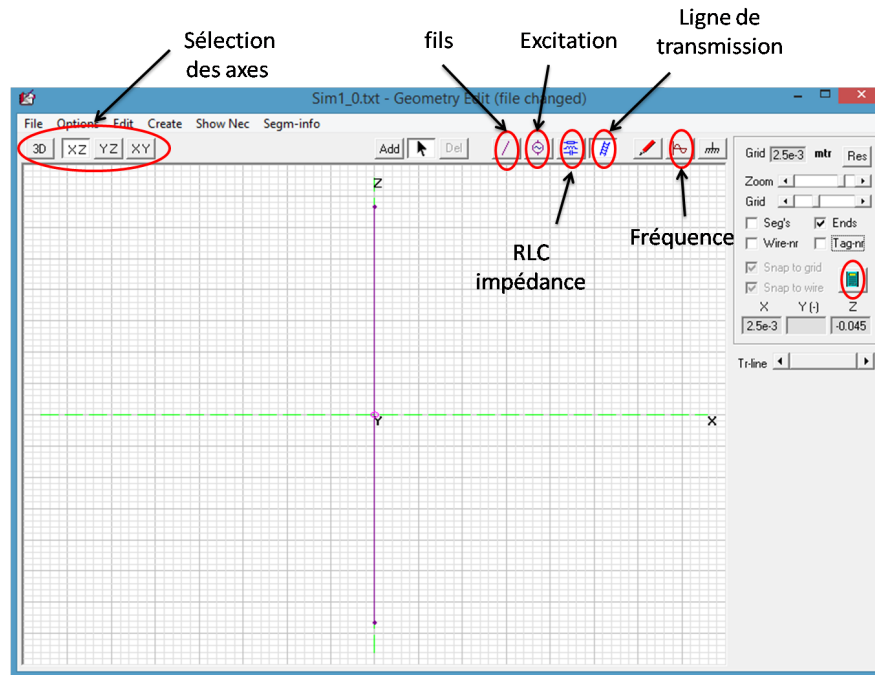 Sélection
des axes
fils
Excitation
Ligne de
transmission
Sim1_0.txt - Geometry Edit (file changed)
File Options Edit Create Show Nec Segm-info
3D XZ YZ XY Add Del
Grid 2.5e-3 mtr Res
Zoom
Grid
Seg's Ends
Wire-nr Tag-nr
Snap to grid
Snap to wire
X Y (-) Z
2.5e-3 -0.045
Tr-line
Z
Y
X
RLC
impédance
Fréquence